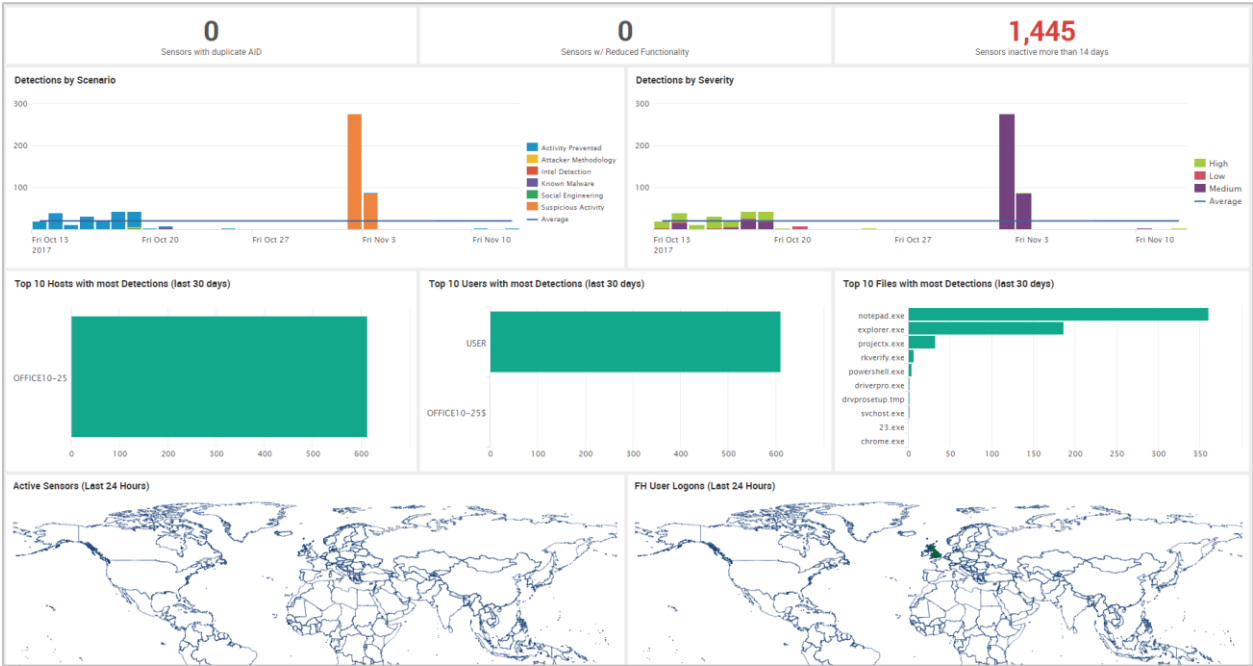 0
Sensors with duplicate AID
0
Sensors w/ Reduced Functionality
1,445
Sensors inactive more than 14 days
Detections by Scenario
300
200
100
Fri Oct 13
2017
Fri Oct 20
Fri Oct 27
Fri Nov 3
Fri Nov 10
Activity Prevented
Attacker Methodology
Intel Detection
Known Malware
Social Engineering
Suspicious Activity
Average
Detections by Severity
300
200
100
Fri Oct 13
2017
Fri Oct 20
Fri Oct 27
Fri Nov 3
Fri Nov 10
High
Low
Medium
Average
Top 10 Hosts with most Detections (last 30 days)
OFFICE10-25
0 100 200 300 400 500 600
Top 10 Users with most Detections (last 30 days)
USER
OFFICE10-25$
0 100 200 300 400 500 600
Top 10 Files with most Detections (last 30 days)
notepad.exe
explorer.exe
projectx.exe
rkverify.exe
powershell.exe
driverpro.exe
drvprosetup.tmp
svchost.exe
23.exe
chrome.exe
0 50 100 150 200 250 300 350
Active Sensors (Last 24 Hours)
FH User Logons (Last 24 Hours)